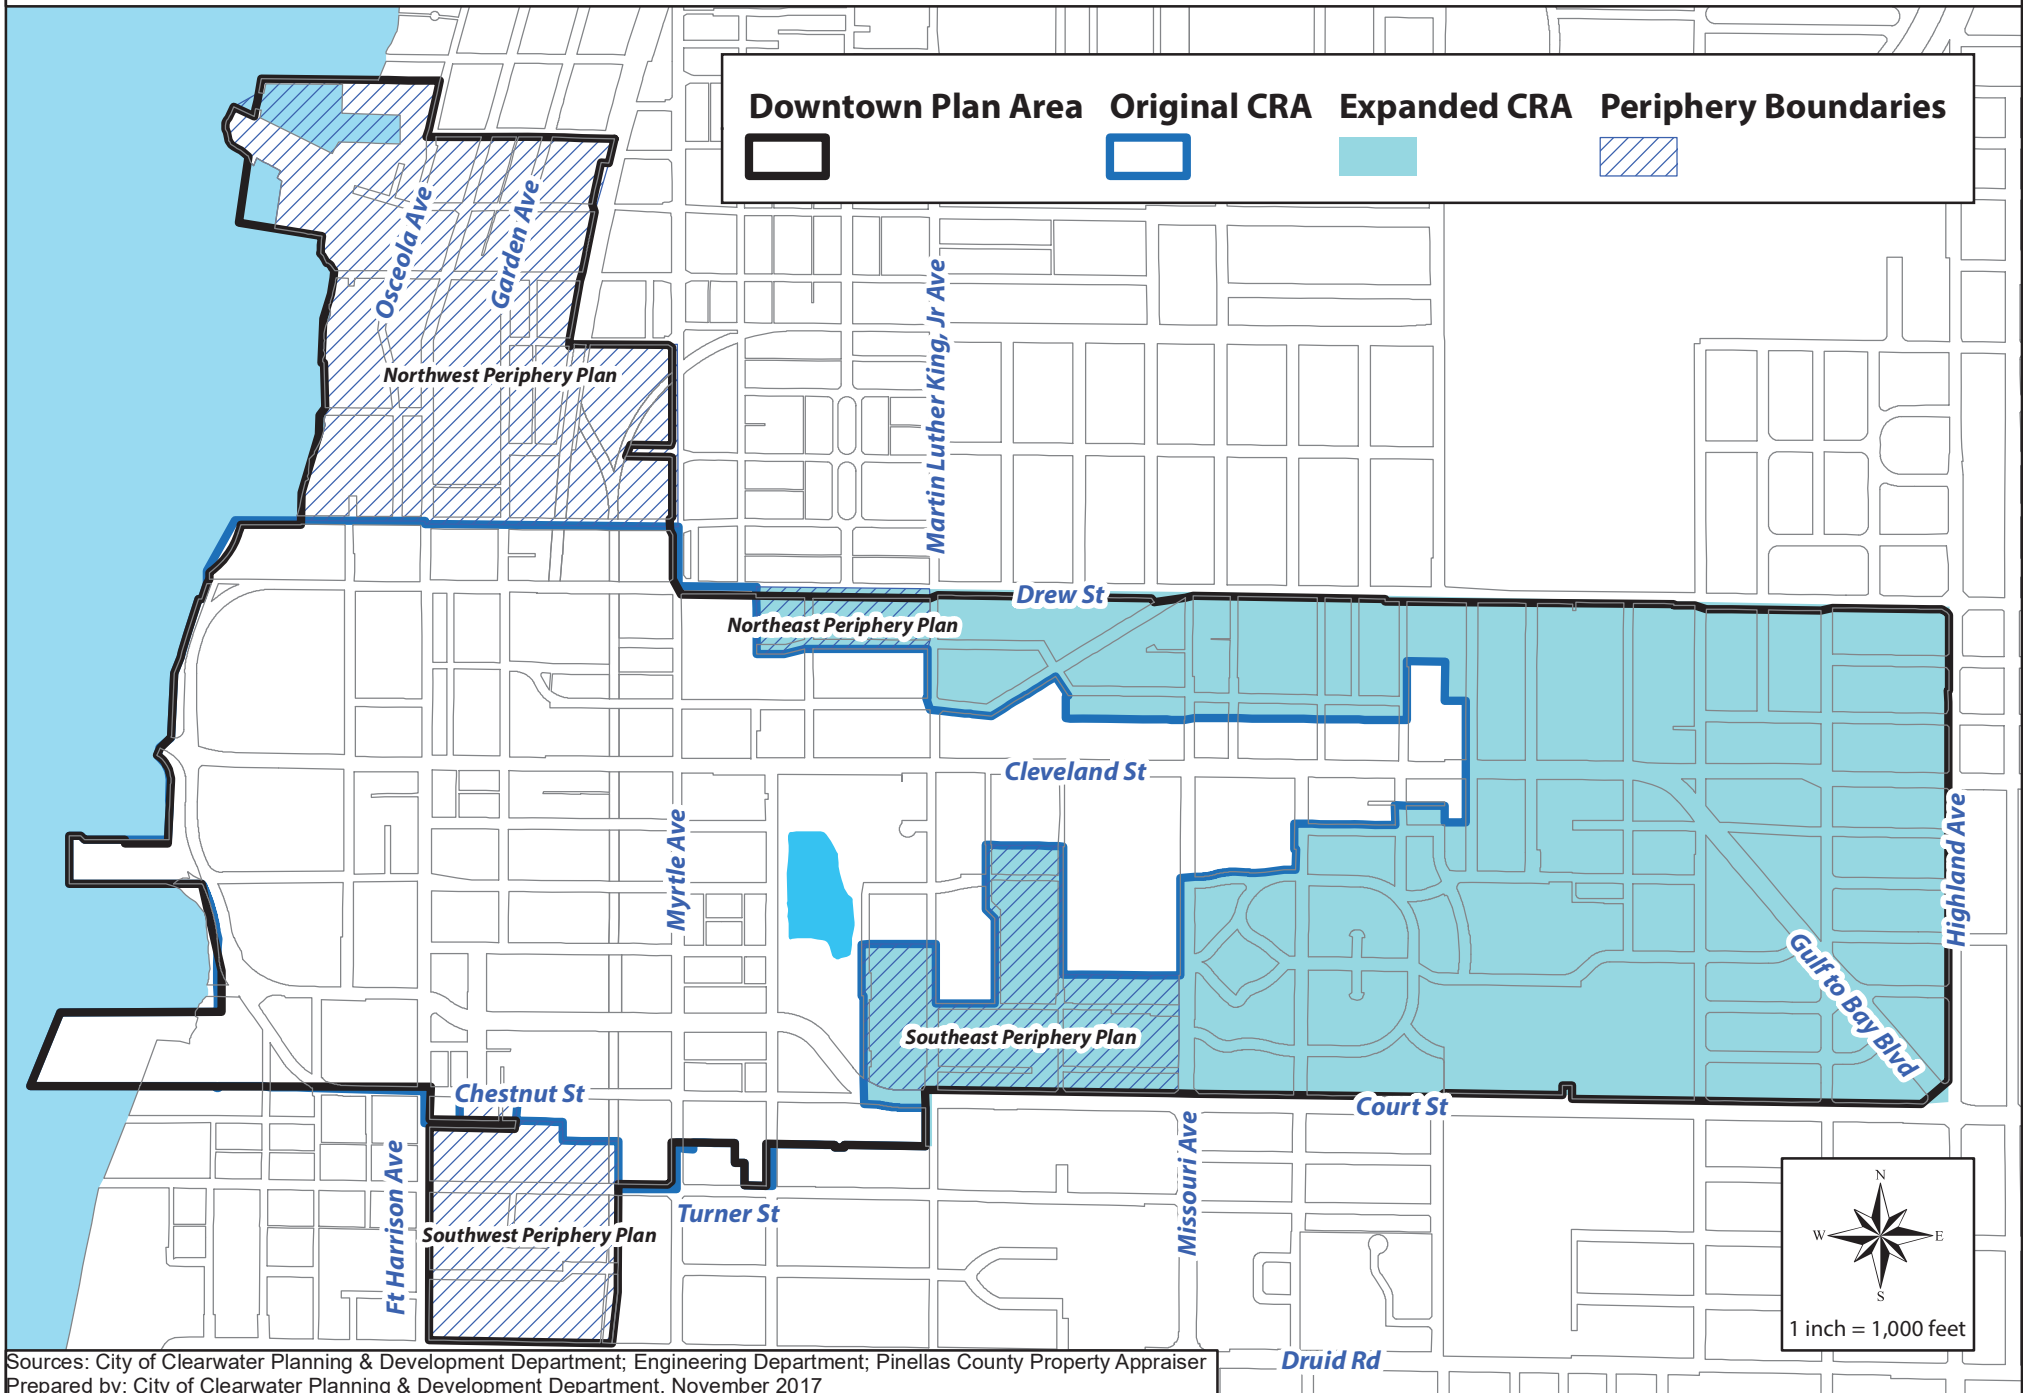 Downtown Plan Area Original CRA Expanded CRA Periphery Boundaries
Osceola Ave
Garden Ave
Martin Luther King, Jr Ave
Northwest Periphery Plan
Drew St
Northeast Periphery Plan
Cleveland St
Myrtle Ave
Highland Ave
Gulf to Bay Blvd
Southeast Periphery Plan
Chestnut St
Court St
Ft Harrison Ave
Missouri Ave
Turner St
Southwest Periphery Plan
N
W E
S
1 inch = 1,000 feet
Druid Rd
Sources: City of Clearwater Planning & Development Department; Engineering Department; Pinellas County Property Appraiser
Prepared by: City of Clearwater Planning & Development Department, November 2017